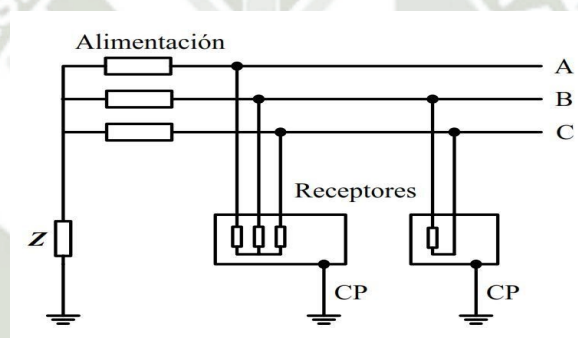 Alimentación
A
B
C
Receptores
Z
CP
CP